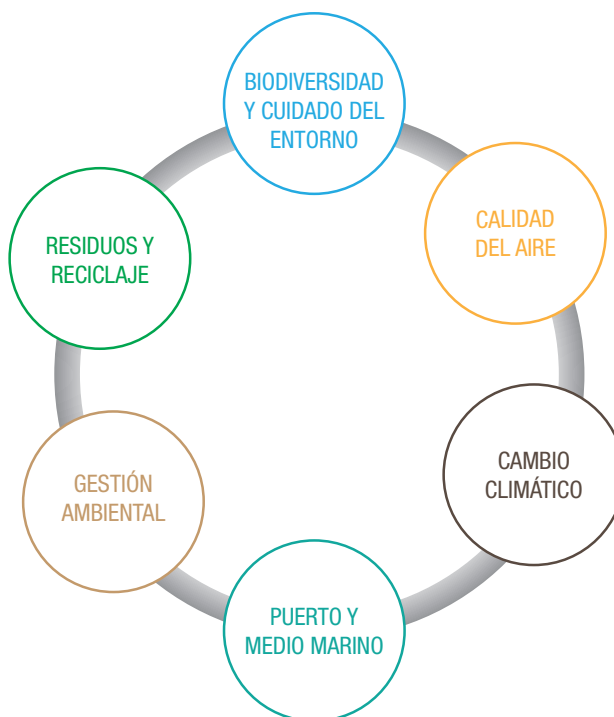 BIODIVERSIDAD
Y CUIDADO DEL
ENTORNO
CALIDAD
DEL AIRE
CAMBIO
CLIMÁTICO
PUERTO Y
MEDIO MARINO
GESTIÓN
AMBIENTAL
RESIDUOS Y
RECICLAJE